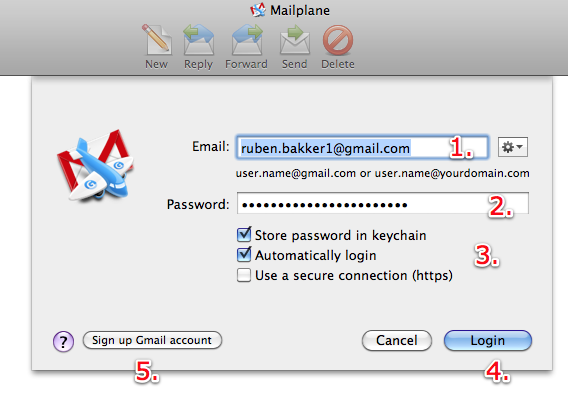 Mailplane
New Reply Forward Send Delete
Email: ruben.bakker1@gmail.com 1.
user.name@gmail.com or user.name@yourdomain.com
Password: ••••••••••••••••••••••• 2.
Store password in keychain
Automatically login 3.
Use a secure connection (https)
? Sign up Gmail account Cancel Login
5. 4.